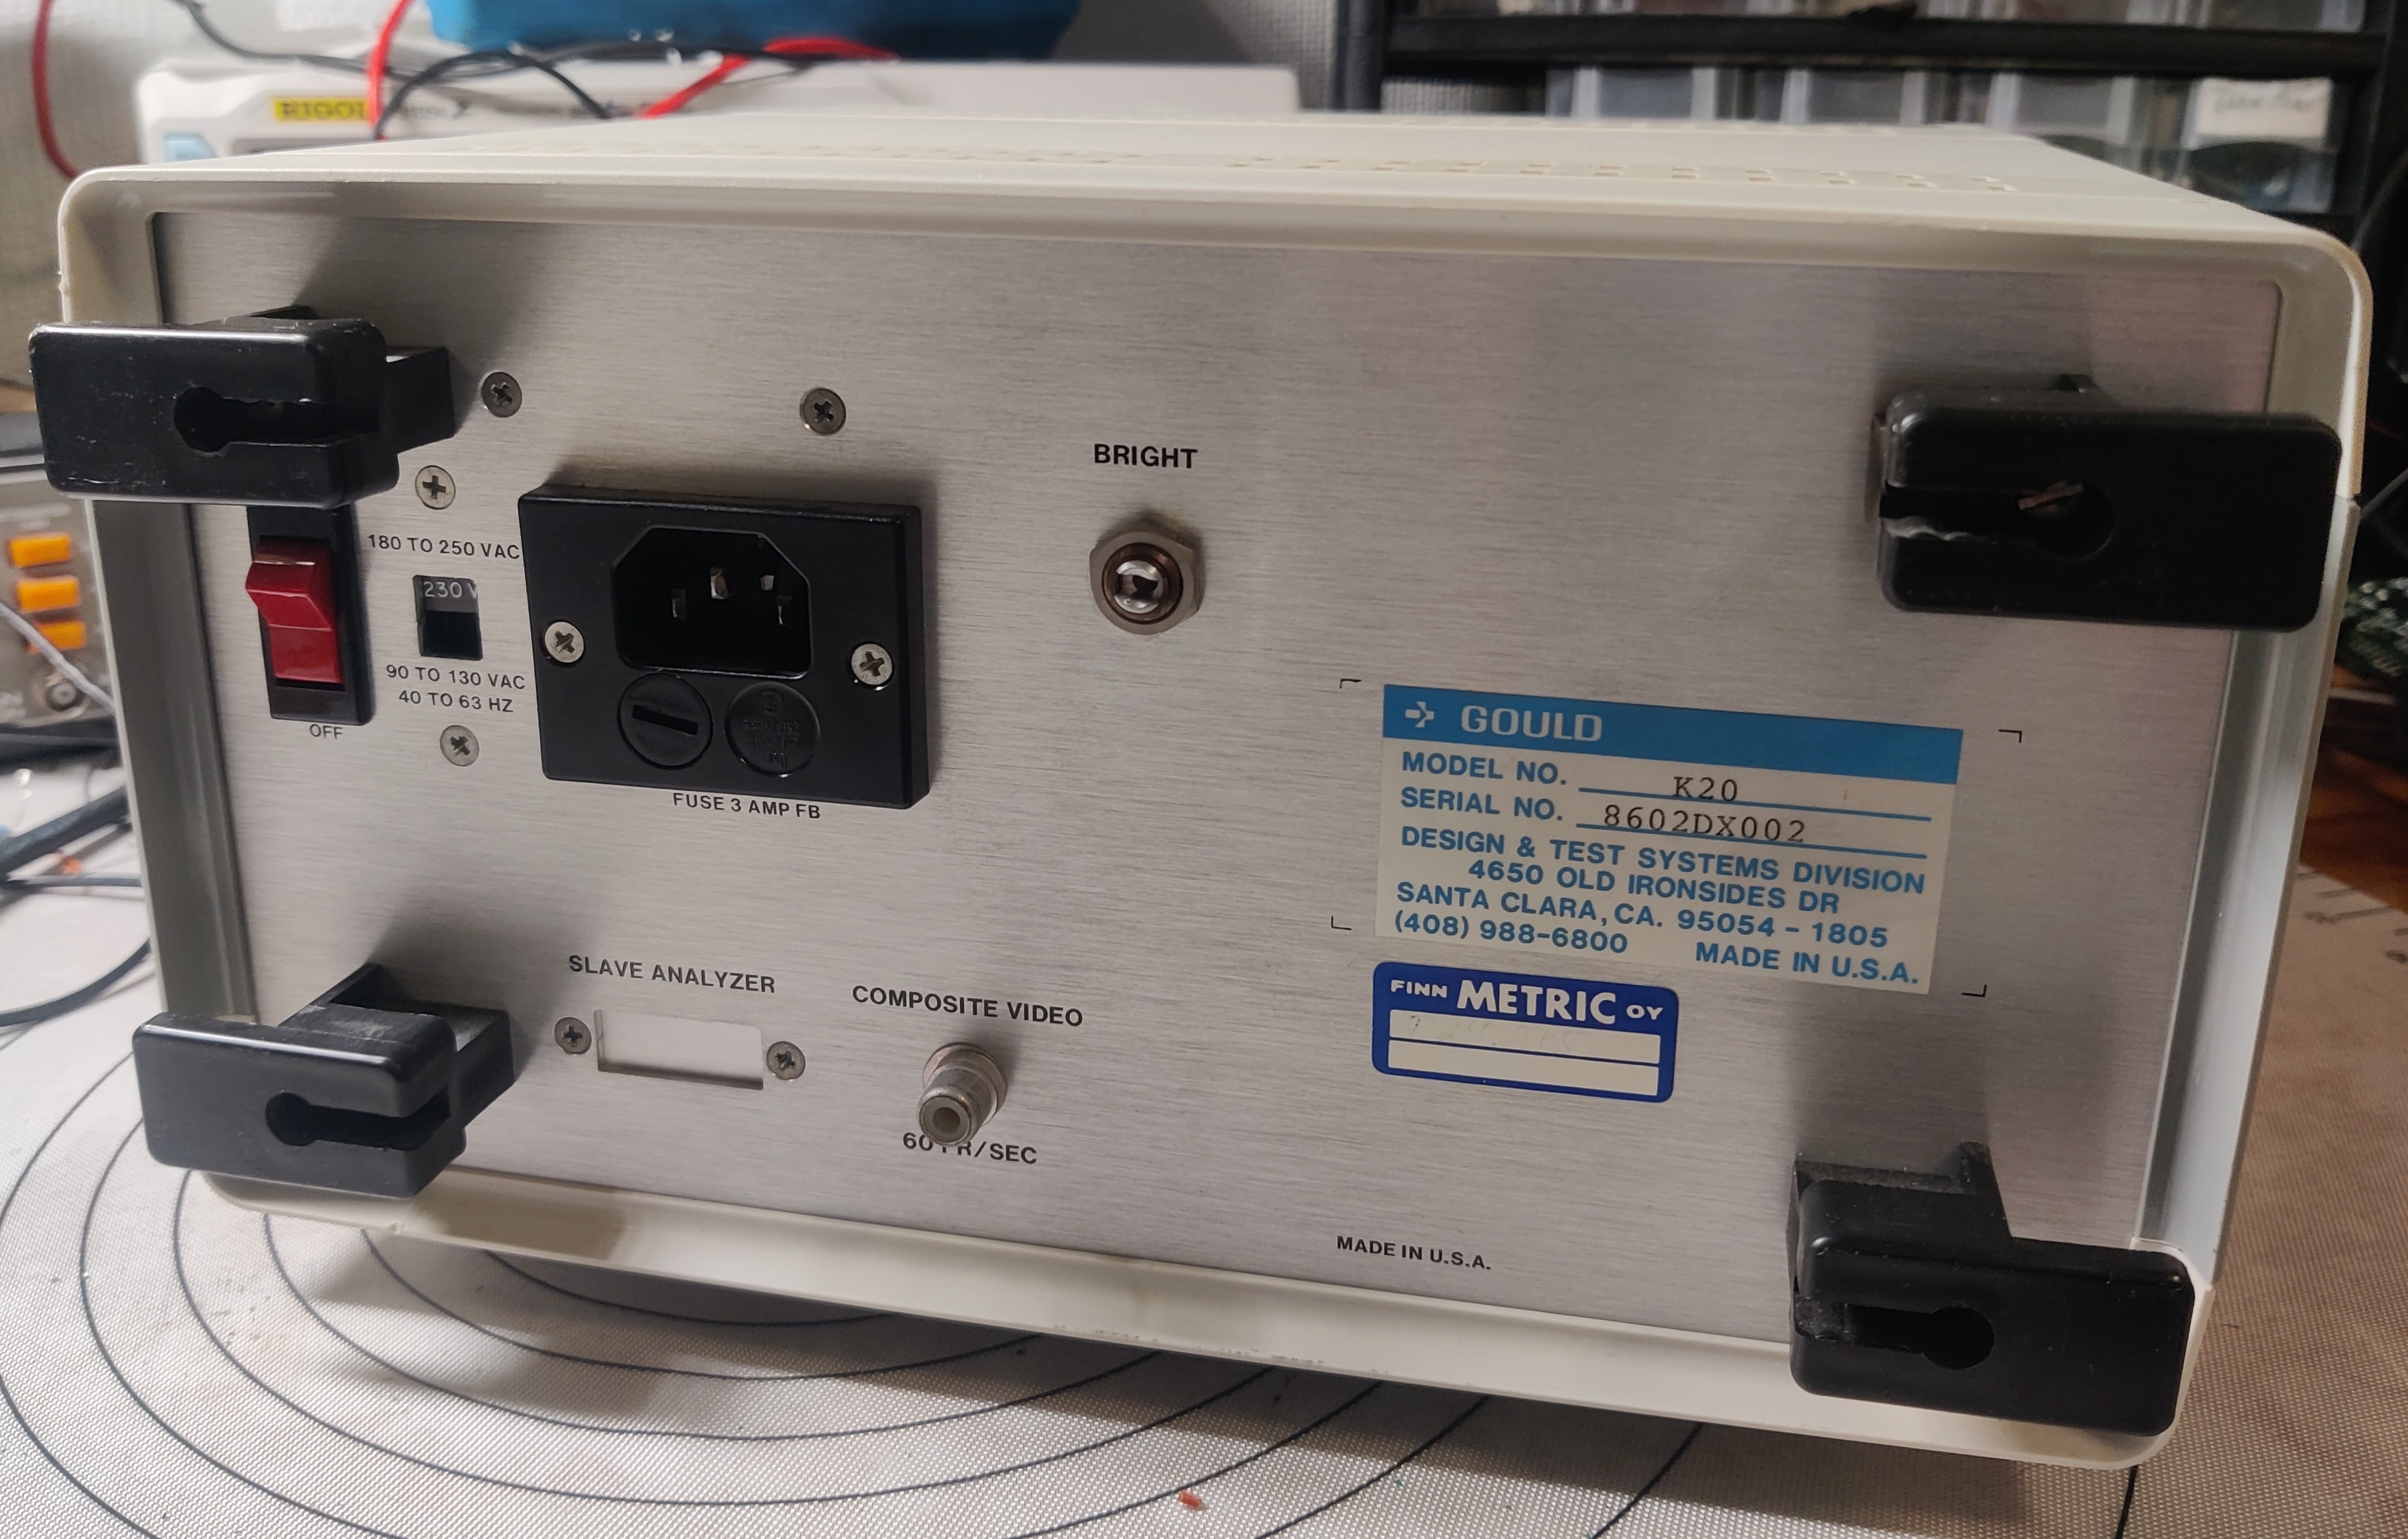 RIGOL
BRIGHT
180 TO 250 VAC
230 V
90 TO 130 VAC
40 TO 63 HZ
OFF
FUSE 3 AMP FB
GOULD
MODEL NO. K20
SERIAL NO. 8602DX002
DESIGN & TEST SYSTEMS DIVISION
4650 OLD IRONSIDES DR
SANTA CLARA, CA. 95054-1805
(408) 988-6800 MADE IN U.S.A.
SLAVE ANALYZER
COMPOSITE VIDEO
60 FR/SEC
FINN METRIC OY
MADE IN U.S.A.